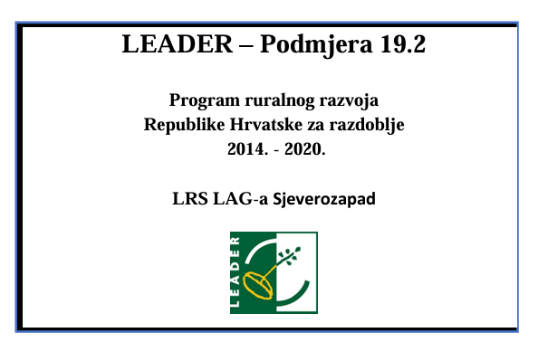 LEADER – Podmjera 19.2
Program ruralnog razvoja
Republike Hrvatske za razdoblje
2014. - 2020.
LRS LAG-a Sjeverozapad
LEADER